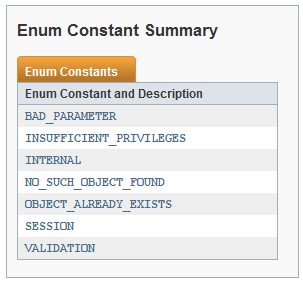 Enum Constant Summary
Enum Constants
Enum Constant and Description
BAD_PARAMETER
INSUFFICIENT_PRIVILEGES
INTERNAL
NO_SUCH_OBJECT_FOUND
OBJECT_ALREADY_EXISTS
SESSION
VALIDATION